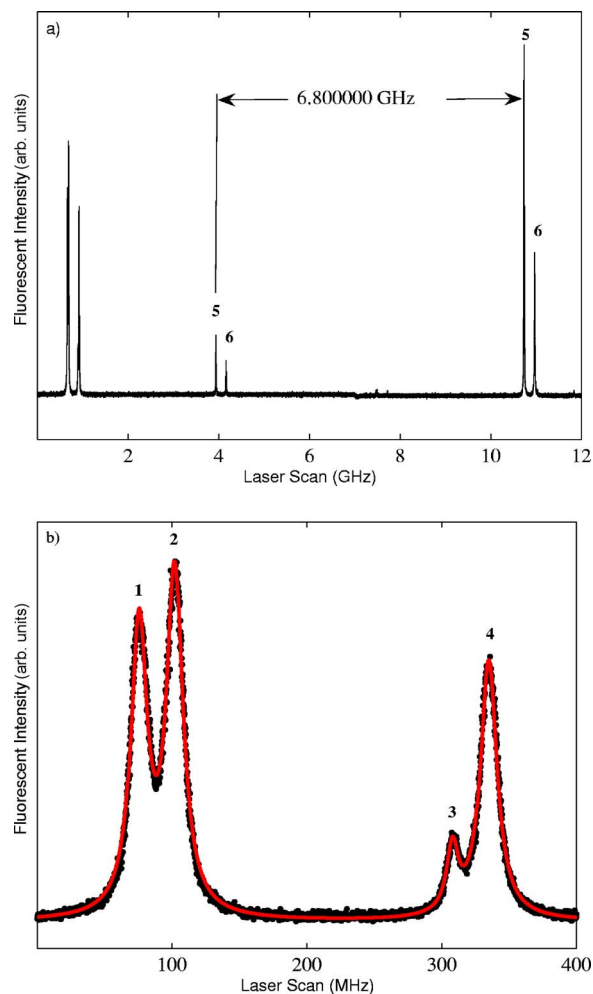 a)
5
6.800000 GHz
6
5
6
Fluorescent Intensity (arb. units)
2 4 6 8 10 12
Laser Scan (GHz)
b)
2
1
4
3
Fluorescent Intensity (arb. units)
100 200 300 400
Laser Scan (MHz)